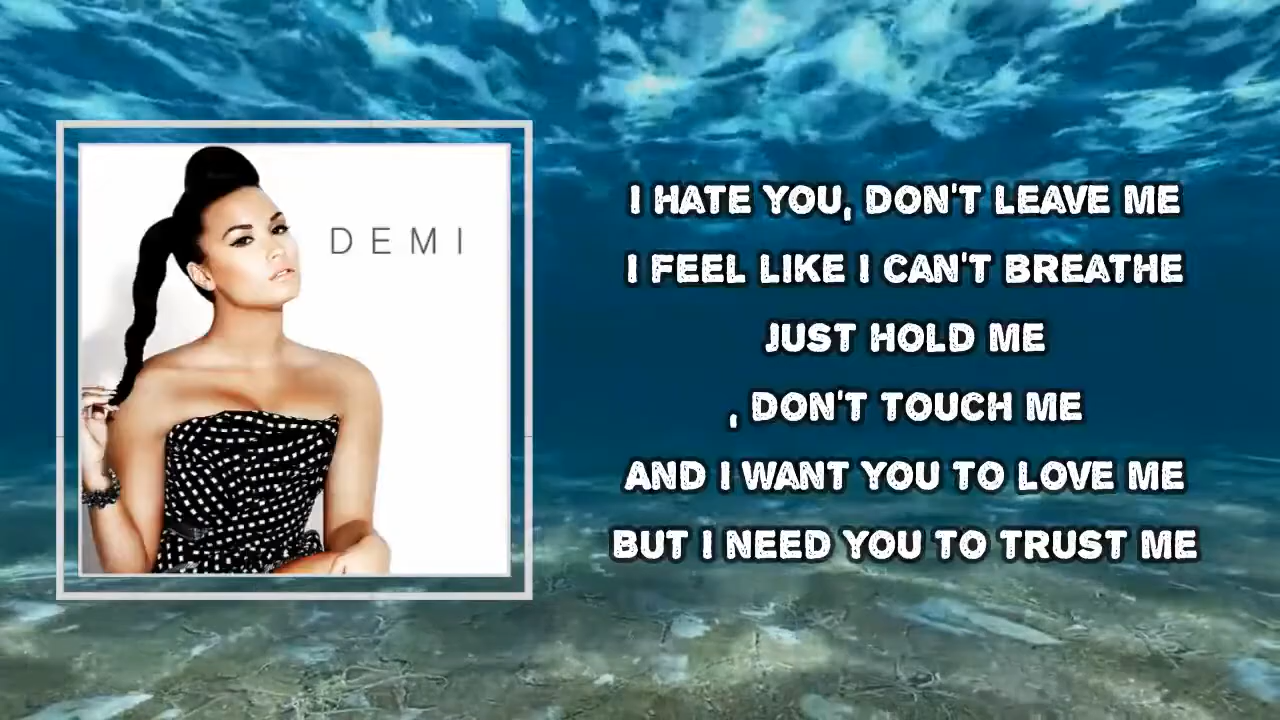 DEMI
I HATE YOU, DON'T LEAVE ME
I FEEL LIKE I CAN'T BREATHE
JUST HOLD ME
, DON'T TOUCH ME
AND I WANT YOU TO LOVE ME
BUT I NEED YOU TO TRUST ME